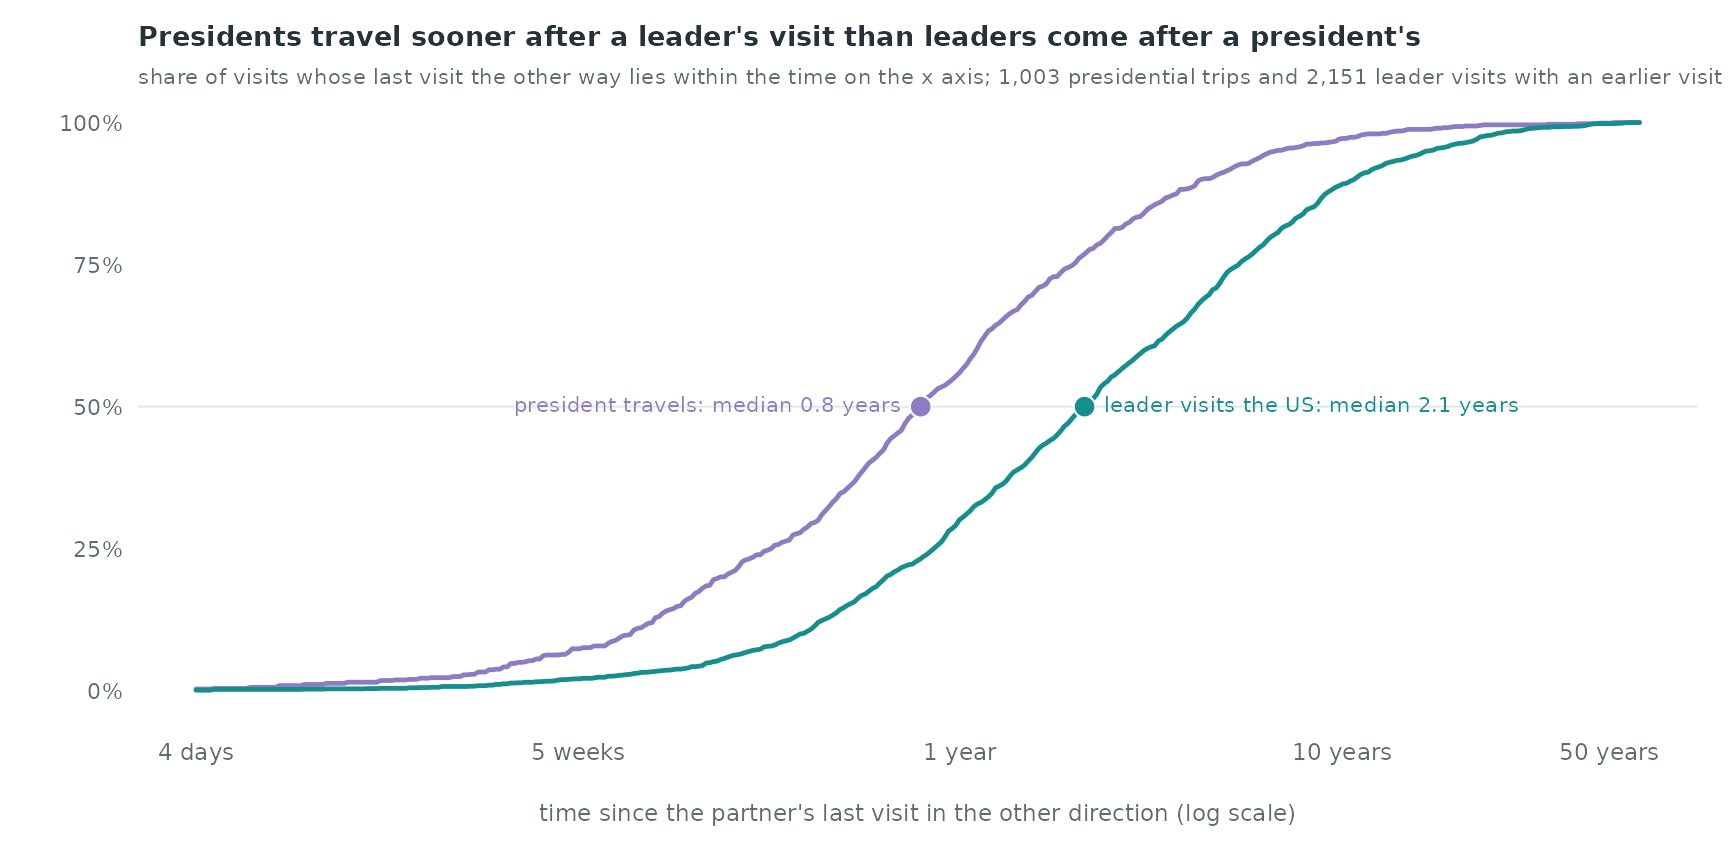 Presidents travel sooner after a leader's visit than leaders come after a president's
share of visits whose last visit the other way lies within the time on the x axis; 1,003 presidential trips and 2,151 leader visits with an earlier visit
100%
75%
50%
25%
0%
president travels: median 0.8 years
leader visits the US: median 2.1 years
4 days
5 weeks
1 year
10 years
50 years
time since the partner's last visit in the other direction (log scale)